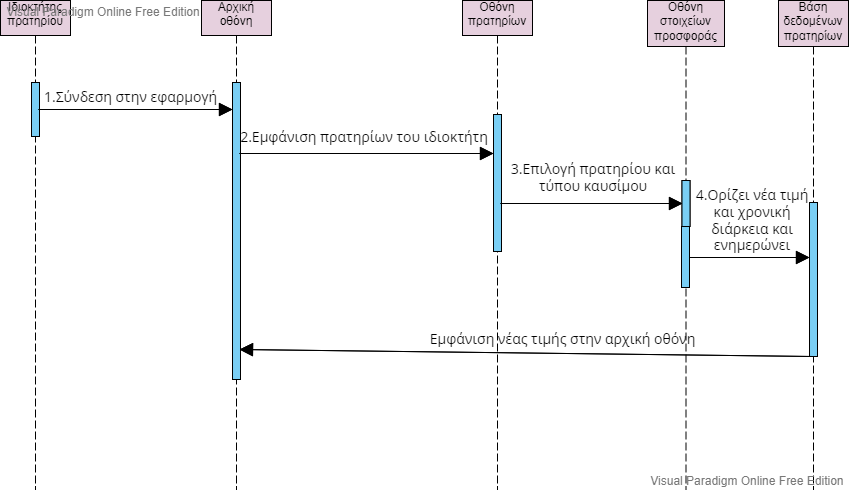 Ιδιοκτήτης
πρατηρίου
Visual Paradigm Online Free Edition
Αρχική
οθόνη
Οθόνη
πρατηρίων
Οθόνη
στοιχείων
προσφοράς
Βάση
δεδομένων
πρατηρίων
1.Σύνδεση στην εφαρμογή
2.Εμφάνιση πρατηρίων του ιδιοκτήτη
3.Επιλογή πρατηρίου και
τύπου καυσίμου
4.Ορίζει νέα τιμή
και χρονική
διάρκεια και
ενημερώνει
Εμφάνιση νέας τιμής στην αρχική οθόνη
Visual Paradigm Online Free Edition